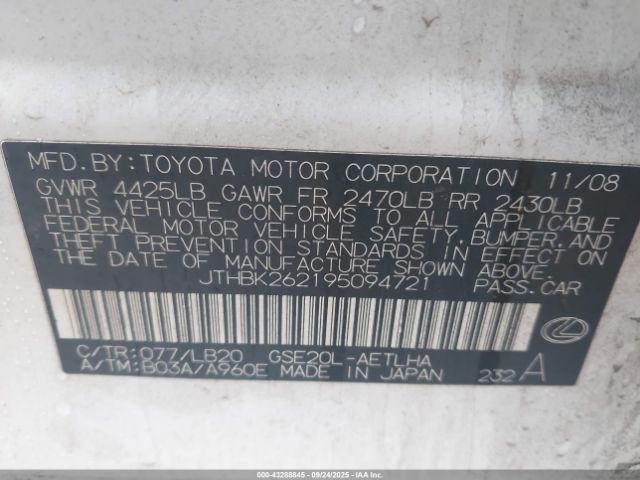 MFD. BY: TOYOTA MOTOR CORPORATION 11/08
GVWR 4425LB GAWR FR 2470LB RR 2430LB
THIS VEHICLE CONFORMS TO ALL APPLICABLE
FEDERAL MOTOR VEHICLE SAFETY, BUMPER, AND
THEFT PREVENTION STANDARDS IN EFFECT ON
THE DATE OF MANUFACTURE SHOWN ABOVE.
JTHBK262195094721 PASS. CAR
C/TR: 077/LB20 GSE20L-AETLHA
A/TM: B03A/A960E MADE IN JAPAN 232 A
000-43288845 - 09/24/2025 - IAAI.COM